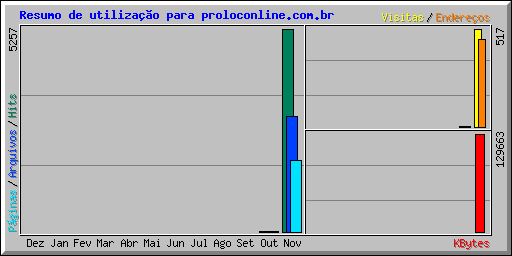 Resumo de utilização para proloconline.com.br
Visitas / Endereços
5257
517
Páginas / Arquivos / Hits
129663
Dez Jan Fev Mar Abr Mai Jun Jul Ago Set Out Nov
KBytes